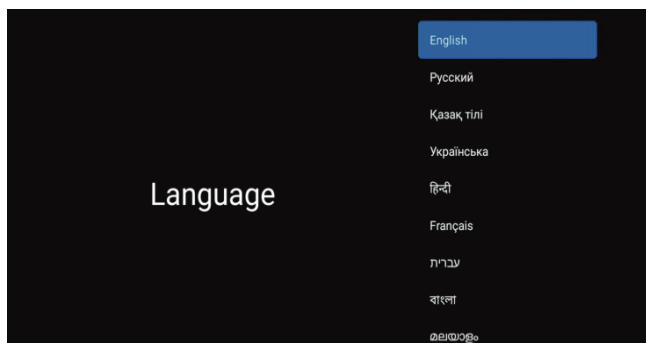 Language
English
Русский
Қазақ тілі
Українська
हिन्दी
Français
עברית
বাংলা
മലയാളം